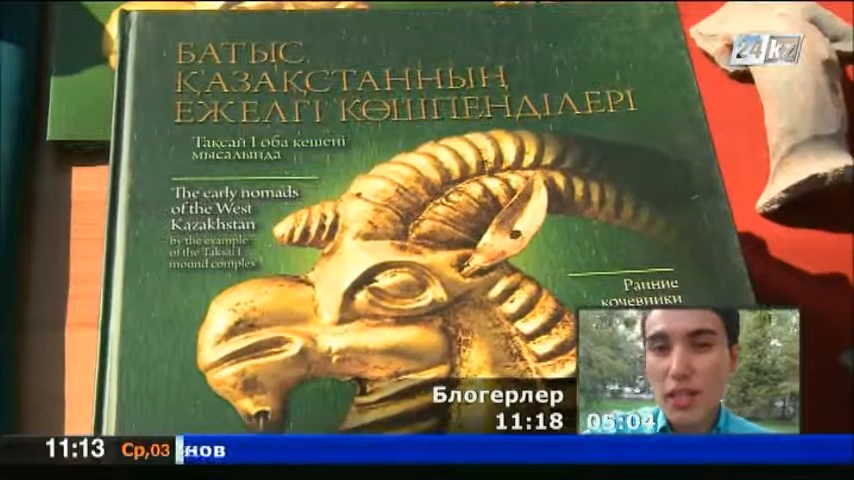 24kz
БАТЫС
ҚАЗАҚСТАННЫҢ
ЕЖЕЛГІ КӨШПЕНДІЛЕРІ
Тақсай I оба кешені
мысалында
The early nomads
of the West
Kazakhstan
by the example
of the Taksai I
mound complex
Ранние
кочевники
Блогерлер
11:18
05:04
11:13 Ср,03 нов